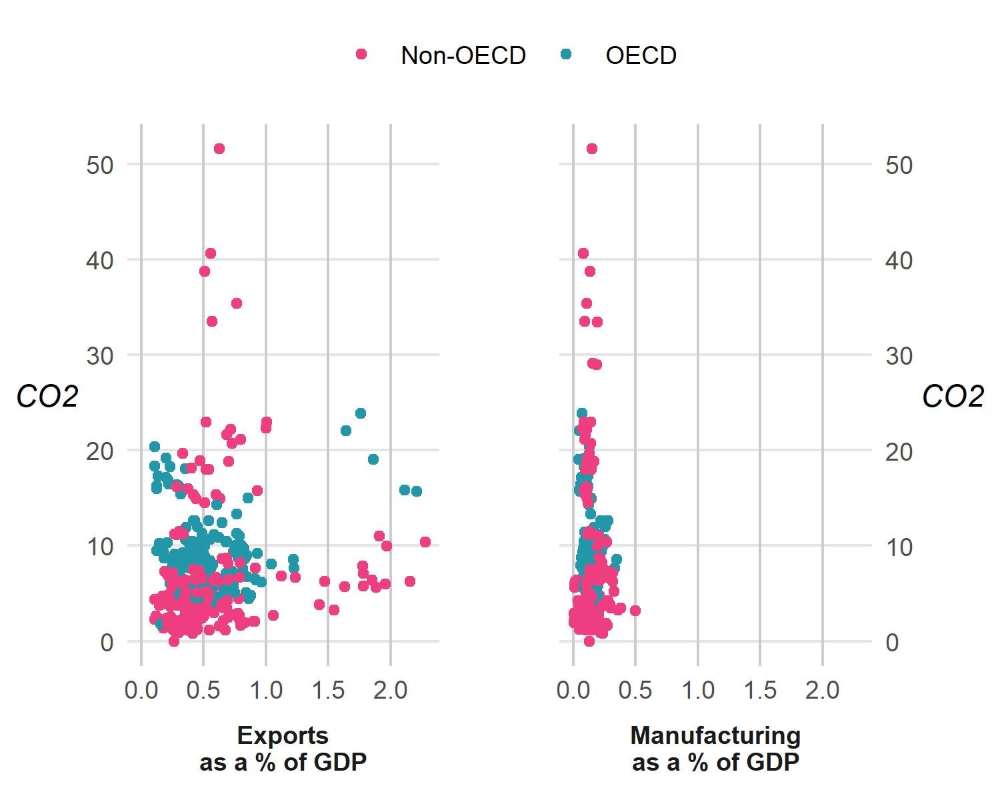 Non-OECD OECD
50 50
40 40
30 30
CO2 CO2
20 20
10 10
0 0
0.0 0.5 1.0 1.5 2.0 0.0 0.5 1.0 1.5 2.0
Exports Manufacturing
as a % of GDP as a % of GDP